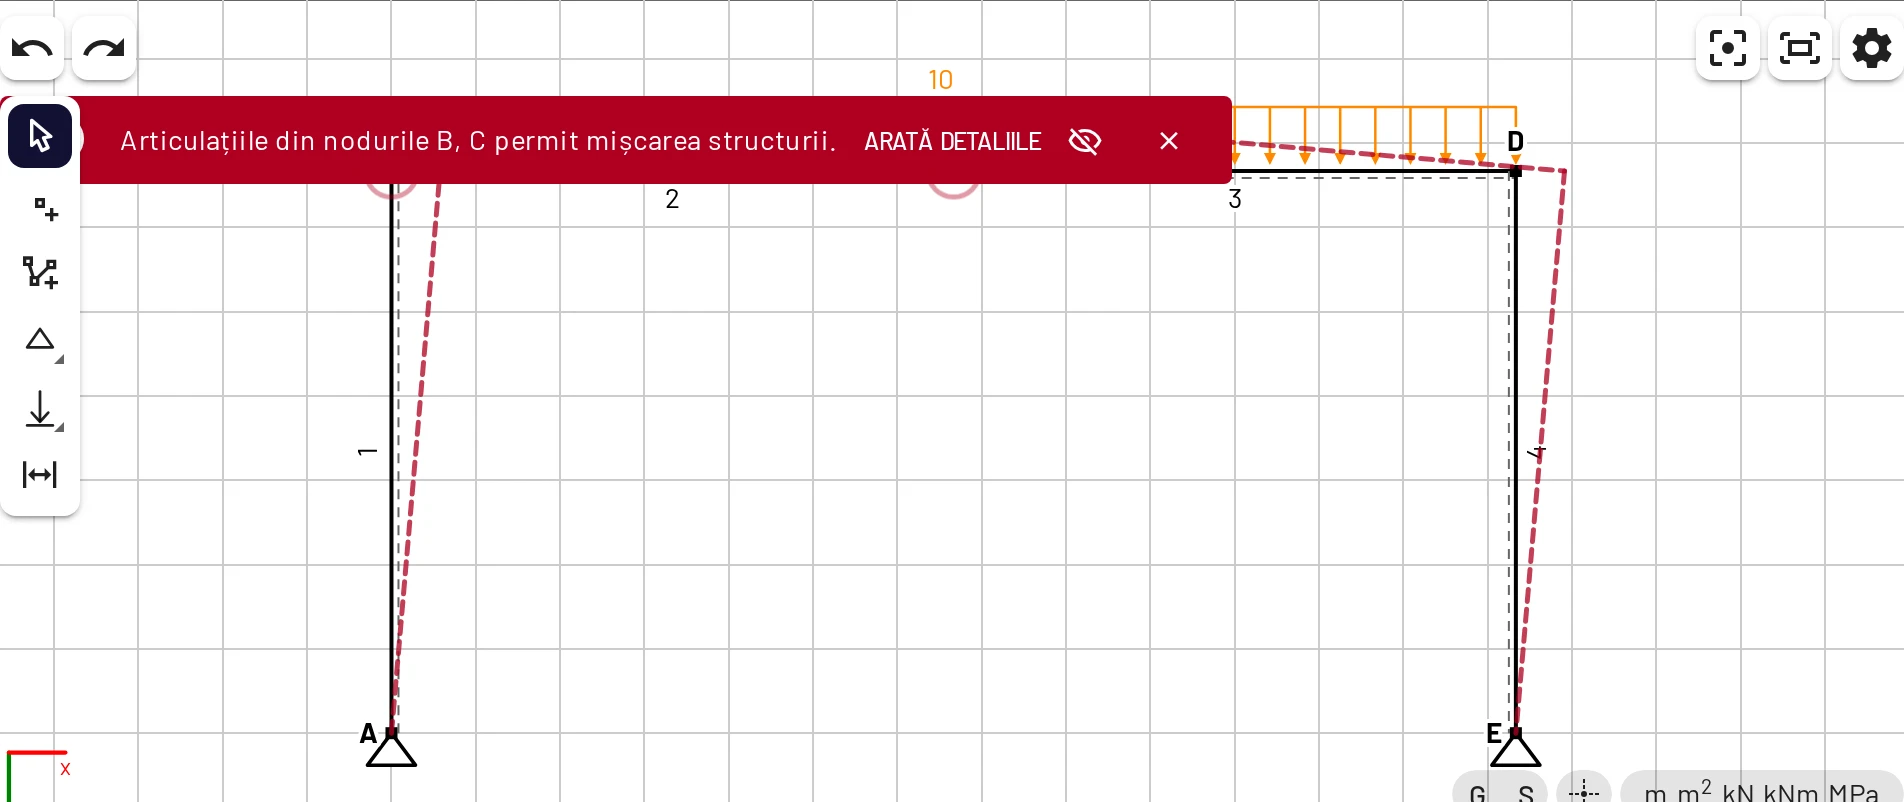 10
Articulațiile din nodurile B, C permit mișcarea structurii. ARATĂ DETALIILE
D
2
3
1
4
A
E
x
G S m m² kN kNm MPa